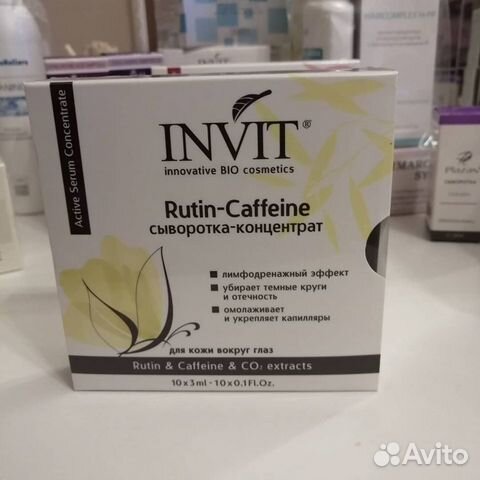 Active Serum Concentrate
INVIT®
innovative BIO cosmetics
Rutin-Caffeine
сыворотка-концентрат
лимфодренажный эффект
убирает темные круги
и отечность
омолаживает
и укрепляет капилляры
для кожи вокруг глаз
Rutin & Caffeine & CO₂ extracts
10 x 3 ml - 10 x 0.1 Fl.Oz.
INVIT
Avito